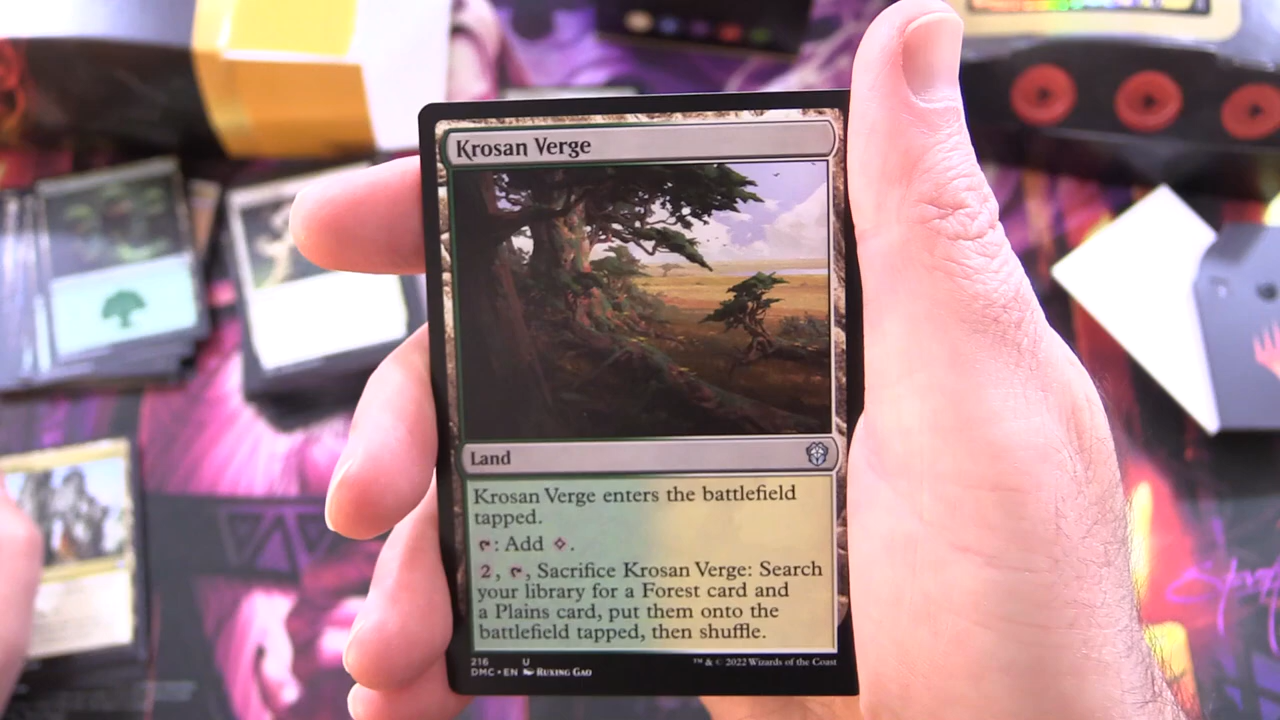 Krosan Verge
Land
Krosan Verge enters the battlefield
tapped.
: Add .
2, , Sacrifice Krosan Verge: Search
your library for a Forest card and
a Plains card, put them onto the
battlefield tapped, then shuffle.
216 U
DMC • EN Ruxing Gao
™ & © 2022 Wizards of the Coast